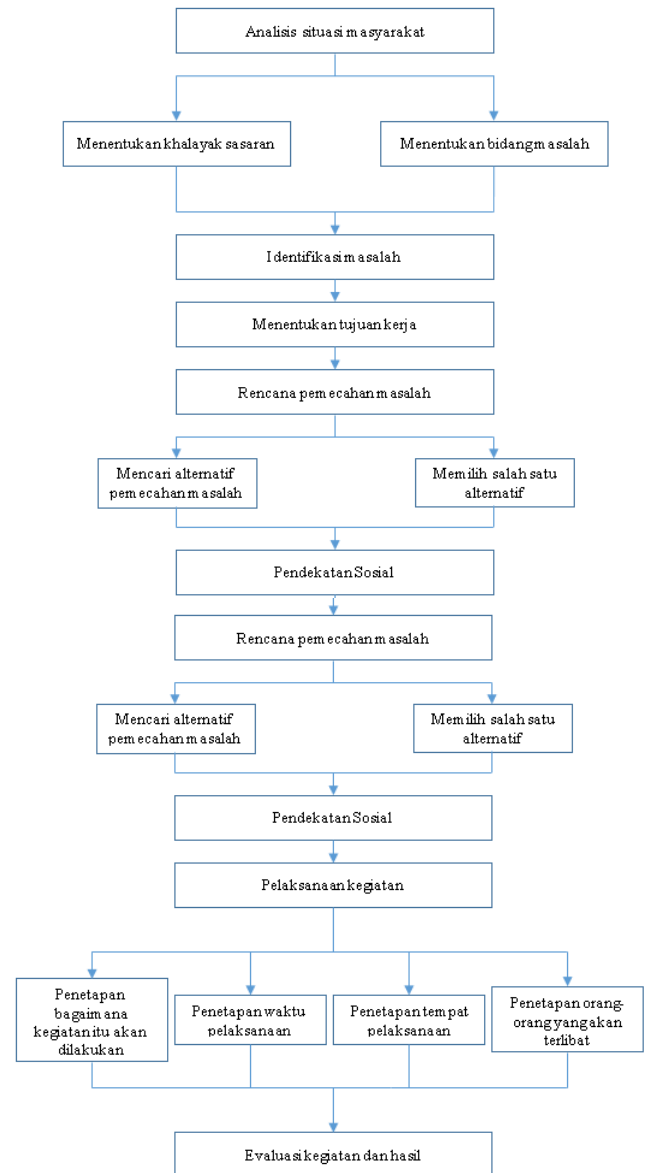 Analisis situasi masyarakat
Menentukan khalayak sasaran
Menentukan bidang masalah
Identifikasi masalah
Menentukan tujuan kerja
Rencana pemecahan masalah
Mencari alternatif
pemecahan masalah
Memilih salah satu
alternatif
Pendekatan Sosial
Rencana pemecahan masalah
Mencari alternatif
pemecahan masalah
Memilih salah satu
alternatif
Pendekatan Sosial
Pelaksanaan kegiatan
Penetapan
bagaimana
kegiatan itu akan
dilakukan
Penetapan waktu
pelaksanaan
Penetapan tempat
pelaksanaan
Penetapan orang-
orang yang akan
terlibat
Evaluasi kegiatan dan hasil